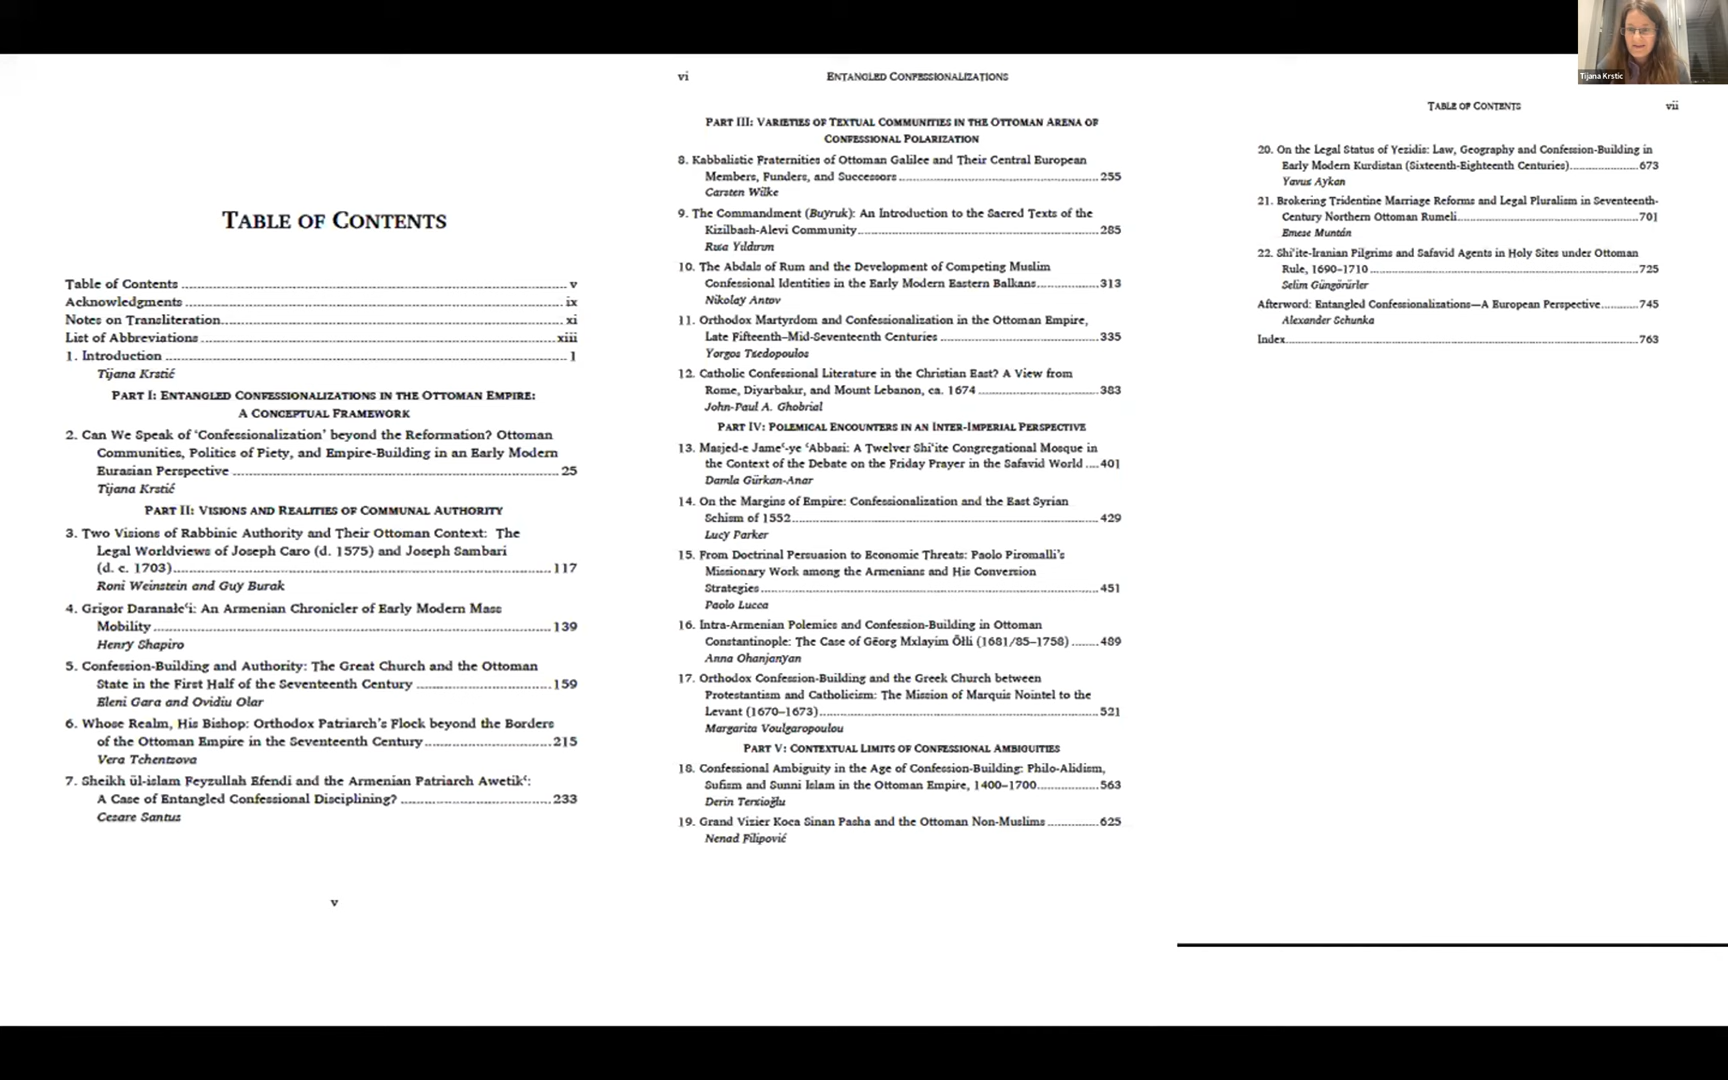 TABLE OF CONTENTS
Table of Contents ... v
Acknowledgments ... ix
Notes on Transliteration ... xi
List of Abbreviations ... xiii
1. Introduction ... 1
Tijana Krstić
PART I: ENTANGLED CONFESSIONALIZATIONS IN THE OTTOMAN EMPIRE:
A CONCEPTUAL FRAMEWORK
2. Can We Speak of ‘Confessionalization’ beyond the Reformation? Ottoman
Communities, Politics of Piety, and Empire-Building in an Early Modern
Eurasian Perspective ... 25
Tijana Krstić
PART II: VISIONS AND REALITIES OF COMMUNAL AUTHORITY
3. Two Visions of Rabbinic Authority and Their Ottoman Context: The
Legal Worldviews of Joseph Caro (d. 1575) and Joseph Sambari
(d. c. 1703) ... 117
Roni Weinstein and Guy Burak
4. Grigor Daranałcʿi: An Armenian Chronicler of Early Modern Mass
Mobility ... 139
Henry Shapiro
5. Confession-Building and Authority: The Great Church and the Ottoman
State in the First Half of the Seventeenth Century ... 159
Eleni Gara and Ovidiu Olar
6. Whose Realm, His Bishop: Orthodox Patriarch’s Flock beyond the Borders
of the Ottoman Empire in the Seventeenth Century ... 215
Vera Tchentsova
7. Sheikh ül-islam Feyzullah Efendi and the Armenian Patriarch Awetikʿ:
A Case of Entangled Confessional Disciplining? ... 233
Cesare Santus
v
vi ENTANGLED CONFESSIONALIZATIONS
PART III: VARIETIES OF TEXTUAL COMMUNITIES IN THE OTTOMAN ARENA OF
CONFESSIONAL POLARIZATION
8. Kabbalistic Fraternities of Ottoman Galilee and Their Central European
Members, Funders, and Successors ... 255
Carsten Wilke
9. The Commandment (Buyruk): An Introduction to the Sacred Texts of the
Kizilbash-Alevi Community ... 285
Rıza Yıldırım
10. The Abdals of Rum and the Development of Competing Muslim
Confessional Identities in the Early Modern Eastern Balkans ... 313
Nikolay Antov
11. Orthodox Martyrdom and Confessionalization in the Ottoman Empire,
Late Fifteenth–Mid-Seventeenth Centuries ... 335
Yorgos Tzedopoulos
12. Catholic Confessional Literature in the Christian East? A View from
Rome, Diyarbakır, and Mount Lebanon, ca. 1674 ... 383
John-Paul A. Ghobrial
PART IV: POLEMICAL ENCOUNTERS IN AN INTER-IMPERIAL PERSPECTIVE
13. Masjed-e Jameʿ-ye ʿAbbasi: A Twelver Shiʿite Congregational Mosque in
the Context of the Debate on the Friday Prayer in the Safavid World ... 401
Damla Gürkan-Anar
14. On the Margins of Empire: Confessionalization and the East Syrian
Schism of 1552 ... 429
Lucy Parker
15. From Doctrinal Persuasion to Economic Threats: Paolo Piromalli’s
Missionary Work among the Armenians and His Conversion
Strategies ... 451
Paolo Lucca
16. Intra-Armenian Polemics and Confession-Building in Ottoman
Constantinople: The Case of Gēorg Mxlayim Ōłli (1681/85–1758) ... 489
Anna Ohanjanyan
17. Orthodox Confession-Building and the Greek Church between
Protestantism and Catholicism: The Mission of Marquis Nointel to the
Levant (1670–1673) ... 521
Margarita Voulgaropoulou
PART V: CONTEXTUAL LIMITS OF CONFESSIONAL AMBIGUITIES
18. Confessional Ambiguity in the Age of Confession-Building: Philo-Alidism,
Sufism and Sunni Islam in the Ottoman Empire, 1400–1700 ... 563
Derin Terzioğlu
19. Grand Vizier Koca Sinan Pasha and the Ottoman Non-Muslims ... 625
Nenad Filipović
TABLE OF CONTENTS vii
20. On the Legal Status of Yezidis: Law, Geography and Confession-Building in
Early Modern Kurdistan (Sixteenth-Eighteenth Centuries) ... 673
Yavuz Aykan
21. Brokering Tridentine Marriage Reforms and Legal Pluralism in Seventeenth-
Century Northern Ottoman Rumeli ... 701
Emese Muntán
22. Shiʿite-Iranian Pilgrims and Safavid Agents in Holy Sites under Ottoman
Rule, 1690–1710 ... 725
Selim Güngörürler
Afterword: Entangled Confessionalizations—A European Perspective ... 745
Alexander Schunka
Index ... 763
Tijana Krstic